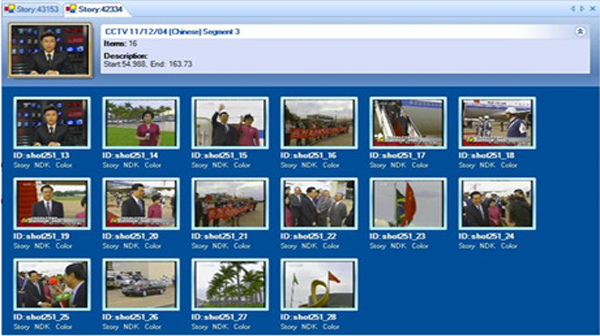 Story:43153
Story:42334
CCTV 11/12/04 (Chinese) Segment 3
Items: 16
Description:
Start:54.988, End: 163.73
ID:shot251_13
Story NDK Color
ID:shot251_14
Story NDK Color
ID:shot251_15
Story NDK Color
ID:shot251_16
Story NDK Color
ID:shot251_17
Story NDK Color
ID:shot251_18
Story NDK Color
ID:shot251_19
Story NDK Color
ID:shot251_20
Story NDK Color
ID:shot251_21
Story NDK Color
ID:shot251_22
Story NDK Color
ID:shot251_23
Story NDK Color
ID:shot251_24
Story NDK Color
ID:shot251_25
Story NDK Color
ID:shot251_26
Story NDK Color
ID:shot251_27
Story NDK Color
ID:shot251_28
Story NDK Color